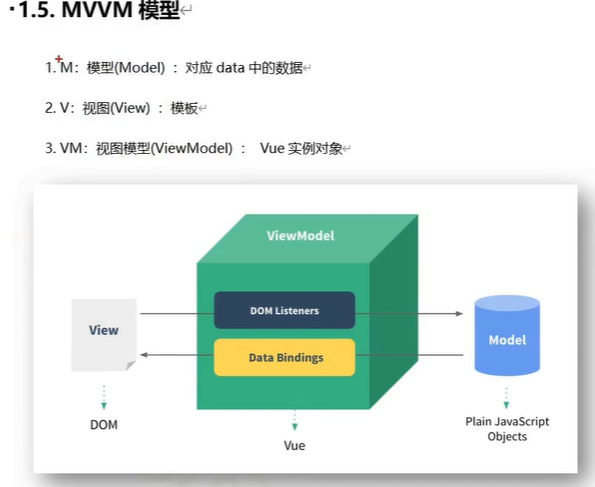 ·1.5. MVVM 模型↵
1. M：模型(Model) ：对应 data 中的数据↵
2. V：视图(View) ：模板↵
3. VM：视图模型(ViewModel) ： Vue 实例对象↵
ViewModel
DOM Listeners
View
Model
Data Bindings
DOM
Vue
Plain JavaScript
Objects